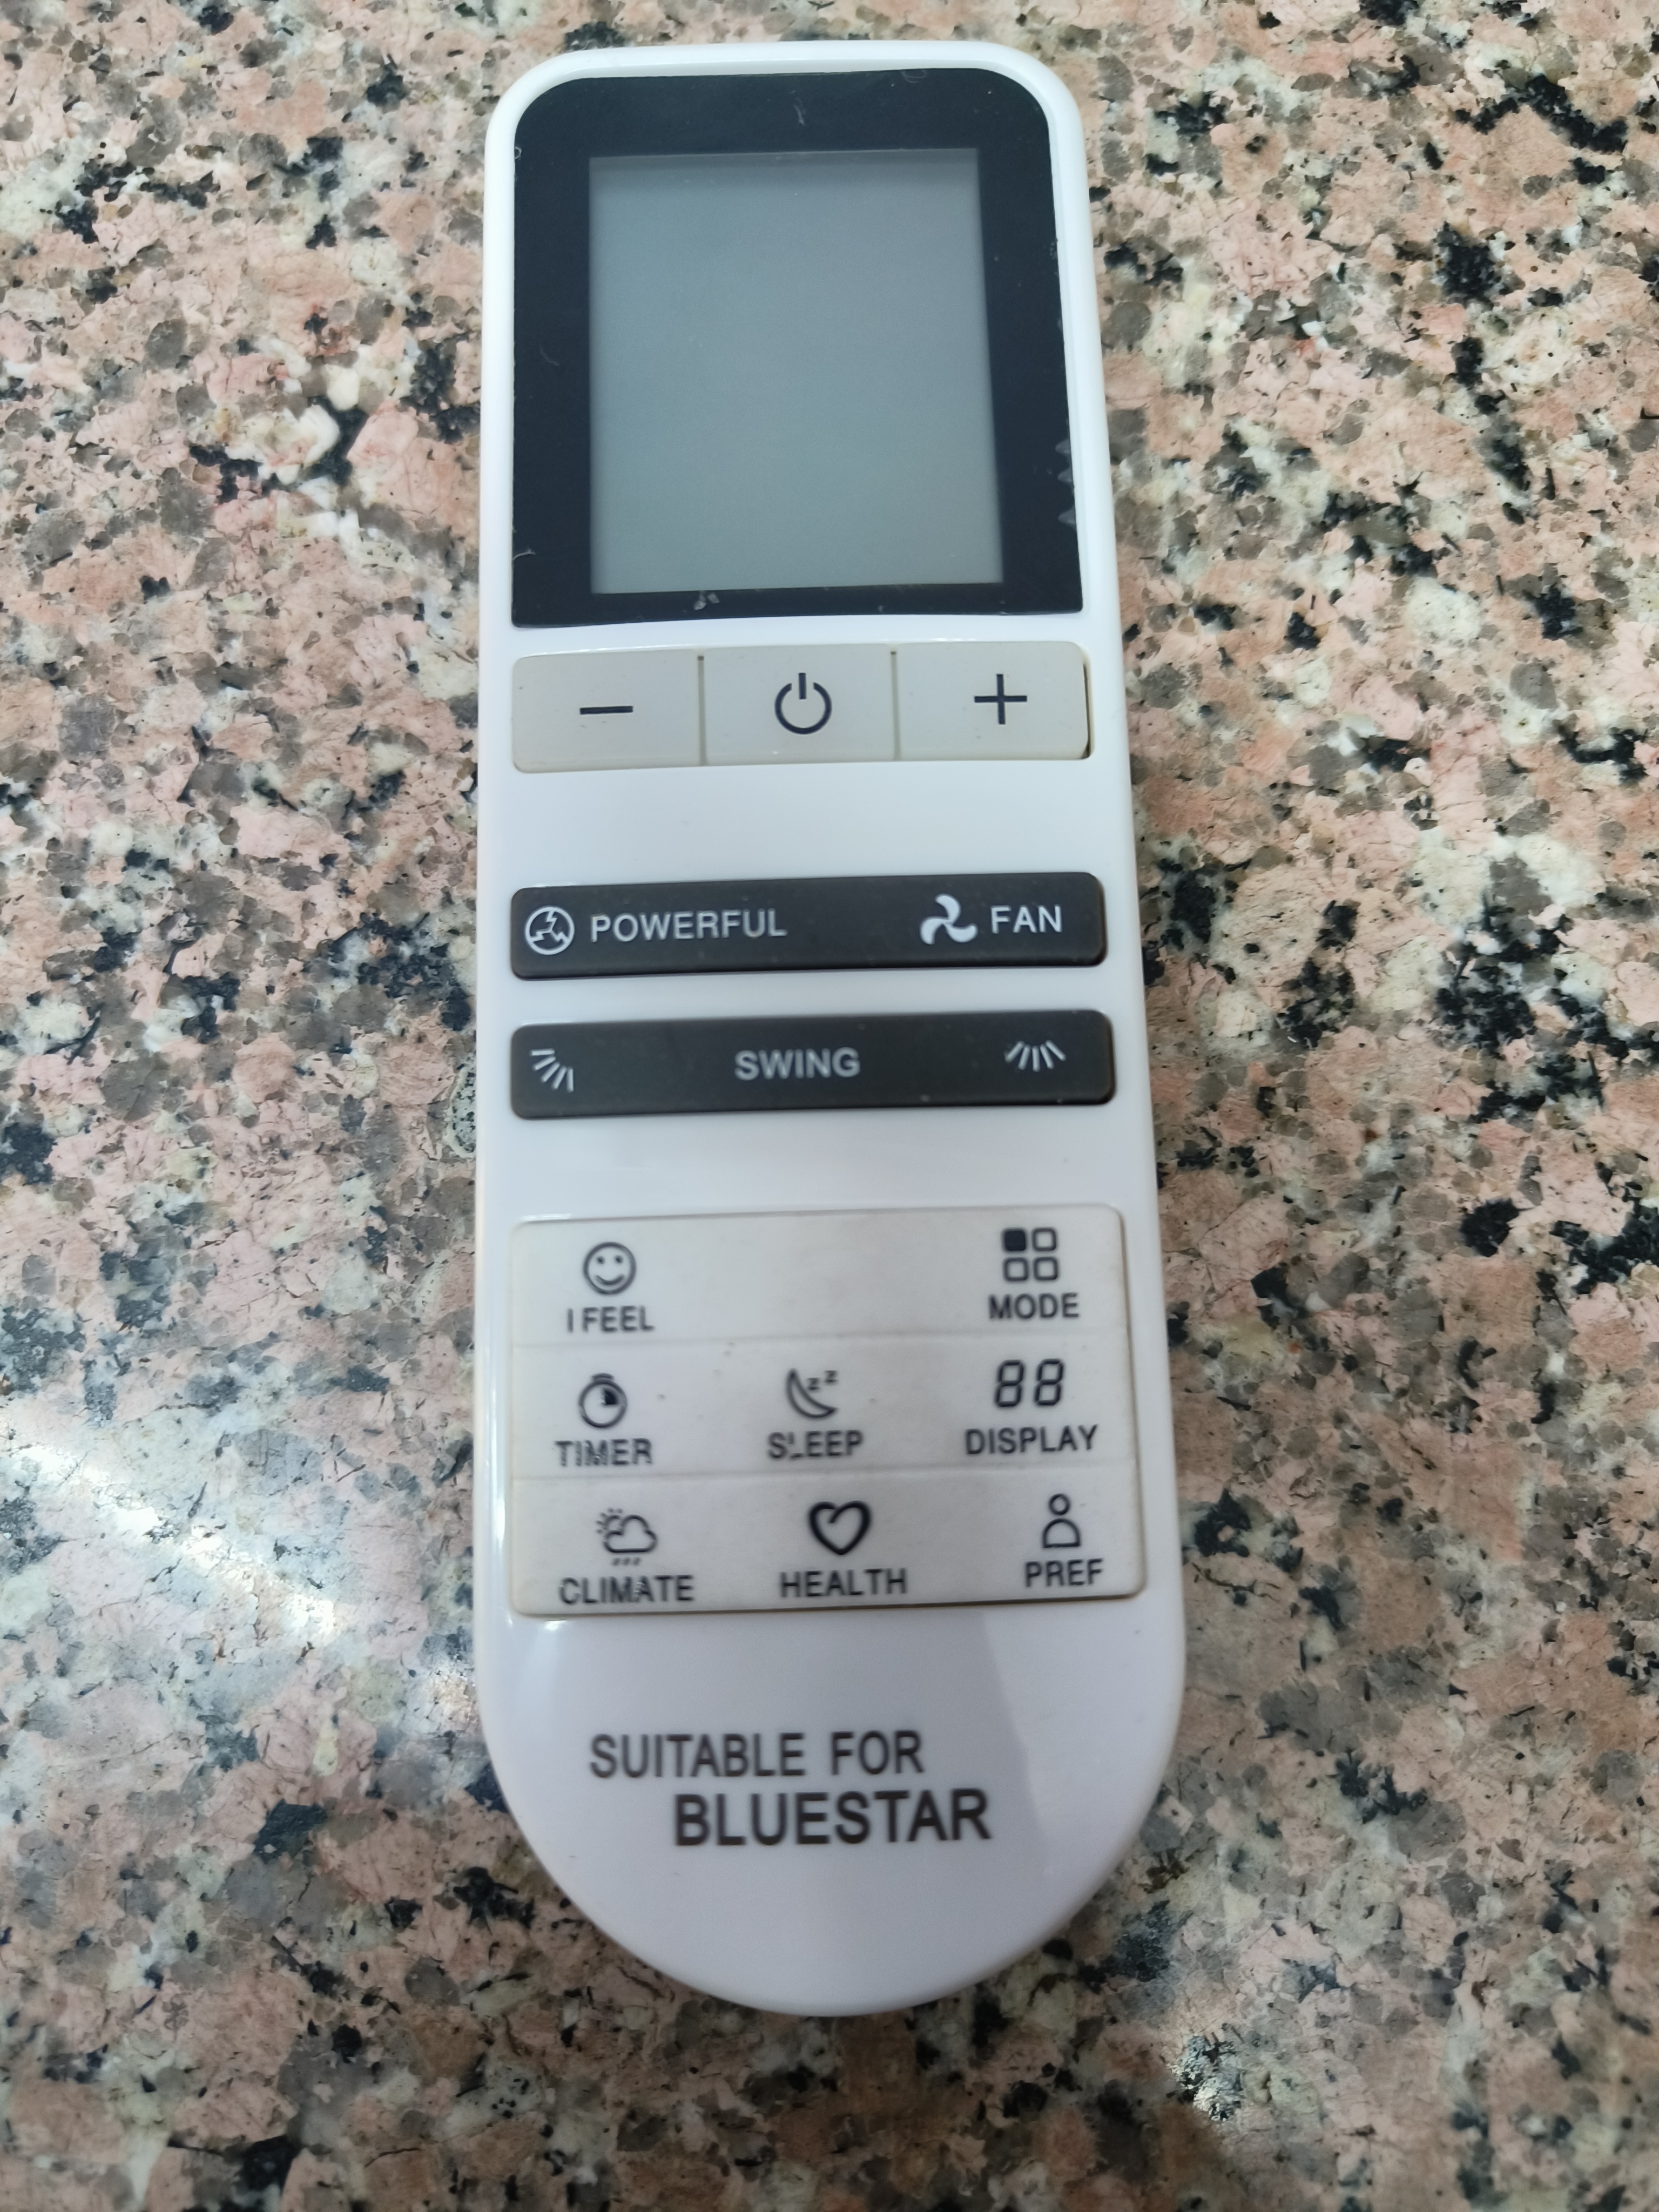 − +
POWERFUL FAN
SWING
I FEEL MODE
88
TIMER SLEEP DISPLAY
CLIMATE HEALTH PREF
SUITABLE FOR
BLUESTAR